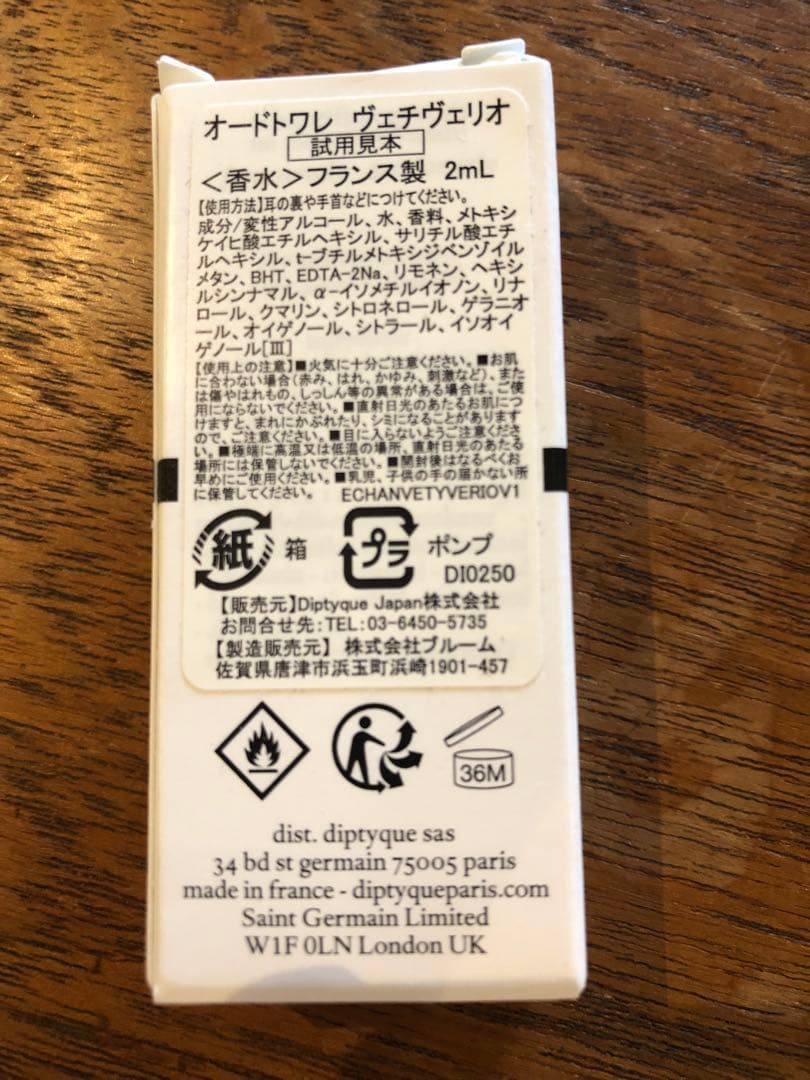 オードトワレ ヴェチヴェリオ
試用見本
＜香水＞フランス製 2mL
【使用方法】耳の裏や手首などにつけてください。
成分/変性アルコール、水、香料、メトキシ
ケイヒ酸エチルヘキシル、サリチル酸エチ
ルヘキシル、t-ブチルメトキシジベンゾイル
メタン、BHT、EDTA-2Na、リモネン、ヘキシ
ルシンナマル、α-イソメチルイオノン、リナ
ロール、クマリン、シトロネロール、ゲラニオ
ール、オイゲノール、シトラール、イソオイ
ゲノール[Ⅲ]
【使用上の注意】■火気に十分ご注意ください。■お肌
に合わない場合(赤み、はれ、かゆみ、刺激など)、また
は傷やはれもの、しっしん等の異常がある場合は、ご使
用にならないでください。■直射日光のあたるお肌につ
けますと、まれにかぶれたり、シミになることがあります
ので、ご注意ください。■目に入らないようご注意くださ
い。■極端に高温又は低温の場所、直射日光のあたる
場所には保管しないでください。■開封後はなるべくお
早めにご使用ください。■乳児、子供の手の届かない所
に保管してください。 ECHANVETYVERIOV1
紙 箱 プラ ポンプ
DI0250
【販売元】Diptyque Japan株式会社
お問合せ先:TEL:03-6450-5735
【製造販売元】 株式会社ブルーム
佐賀県唐津市浜玉町浜崎1901-457
36M
dist. diptyque sas
34 bd st germain 75005 paris
made in france - diptyqueparis.com
Saint Germain Limited
W1F 0LN London UK